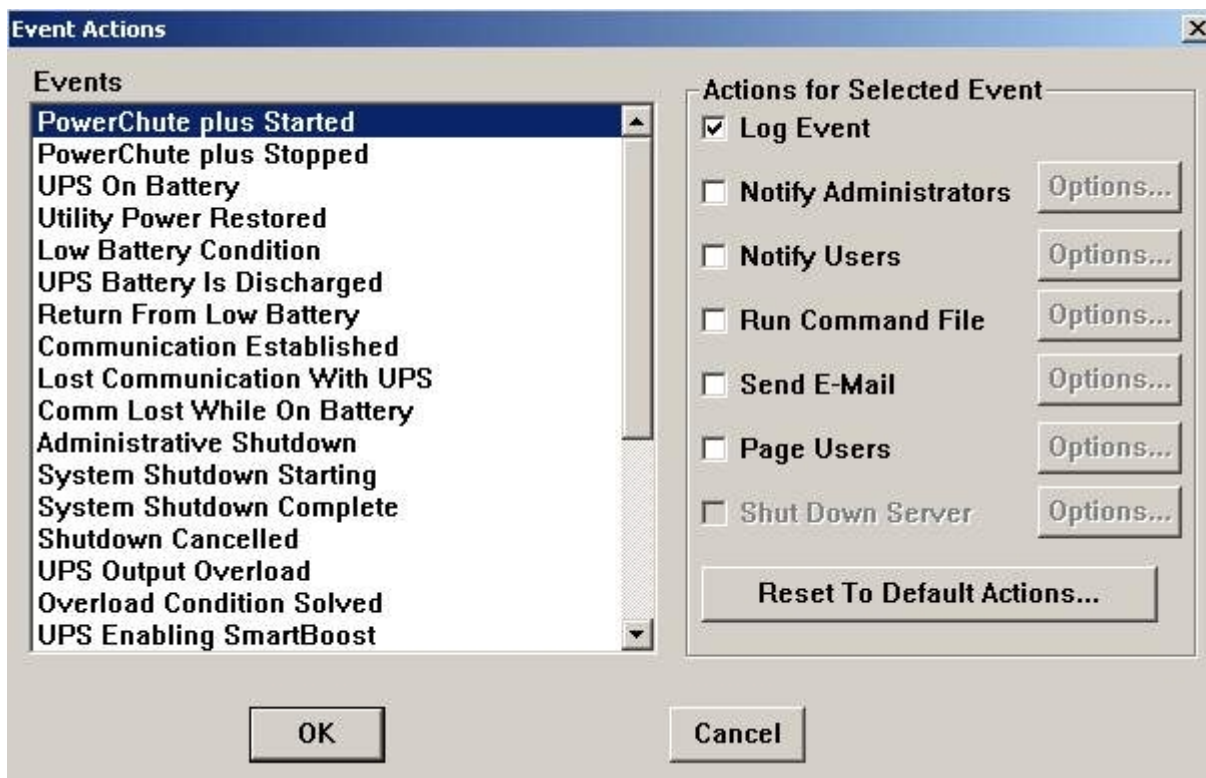 Event Actions
Events
PowerChute plus Started
PowerChute plus Stopped
UPS On Battery
Utility Power Restored
Low Battery Condition
UPS Battery Is Discharged
Return From Low Battery
Communication Established
Lost Communication With UPS
Comm Lost While On Battery
Administrative Shutdown
System Shutdown Starting
System Shutdown Complete
Shutdown Cancelled
UPS Output Overload
Overload Condition Solved
UPS Enabling SmartBoost
Actions for Selected Event
Log Event
Notify Administrators Options...
Notify Users Options...
Run Command File Options...
Send E-Mail Options...
Page Users Options...
Shut Down Server Options...
Reset To Default Actions...
OK
Cancel